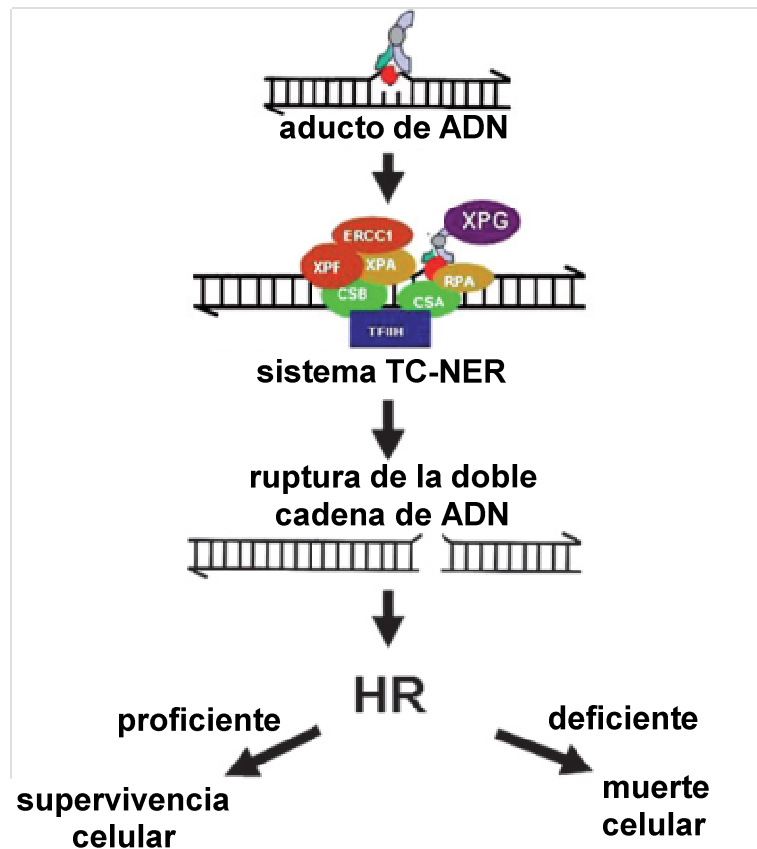 aducto de ADN
XPG
ERCC1
XPF
XPA
RPA
CSB
CSA
TFIIH
sistema TC-NER
ruptura de la doble
cadena de ADN
HR
proficiente
deficiente
supervivencia
celular
muerte
celular